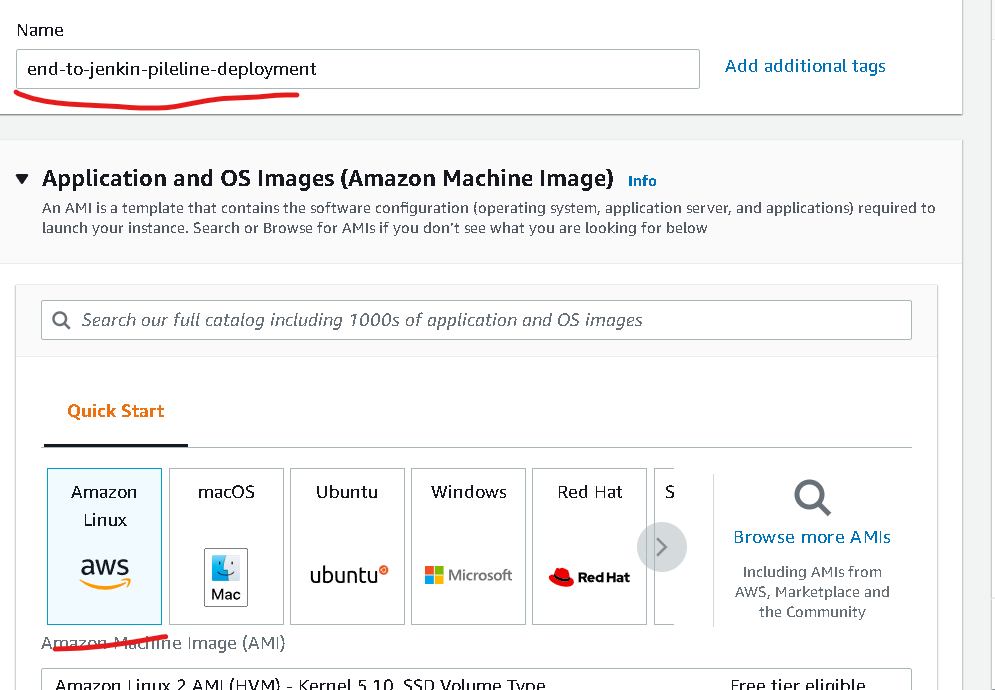 Name
end-to-jenkin-pileline-deployment
Add additional tags
Application and OS Images (Amazon Machine Image) Info
An AMI is a template that contains the software configuration (operating system, application server, and applications) required to
launch your instance. Search or Browse for AMIs if you don't see what you are looking for below
Search our full catalog including 1000s of application and OS images
Quick Start
Amazon
Linux
aws
macOS
Mac
Ubuntu
ubuntu
Windows
Microsoft
Red Hat
Red Hat
S
Browse more AMIs
Including AMIs from
AWS, Marketplace and
the Community
Amazon Machine Image (AMI)
Amazon Linux 2 AMI (HVM) - Kernel 5.10, SSD Volume Type
Free tier eligible